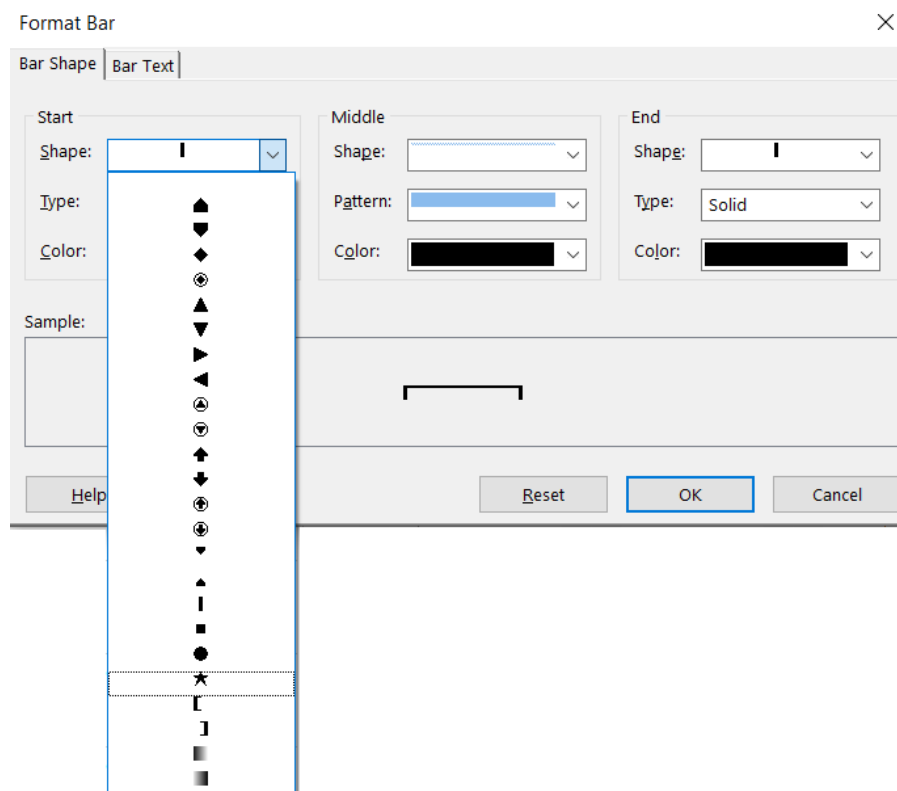 Format Bar
Bar Shape Bar Text
Start Middle End
Shape: Shape: Shape:
Type: Pattern: Type: Solid
Color: Color: Color:
Sample:
Help Reset OK Cancel